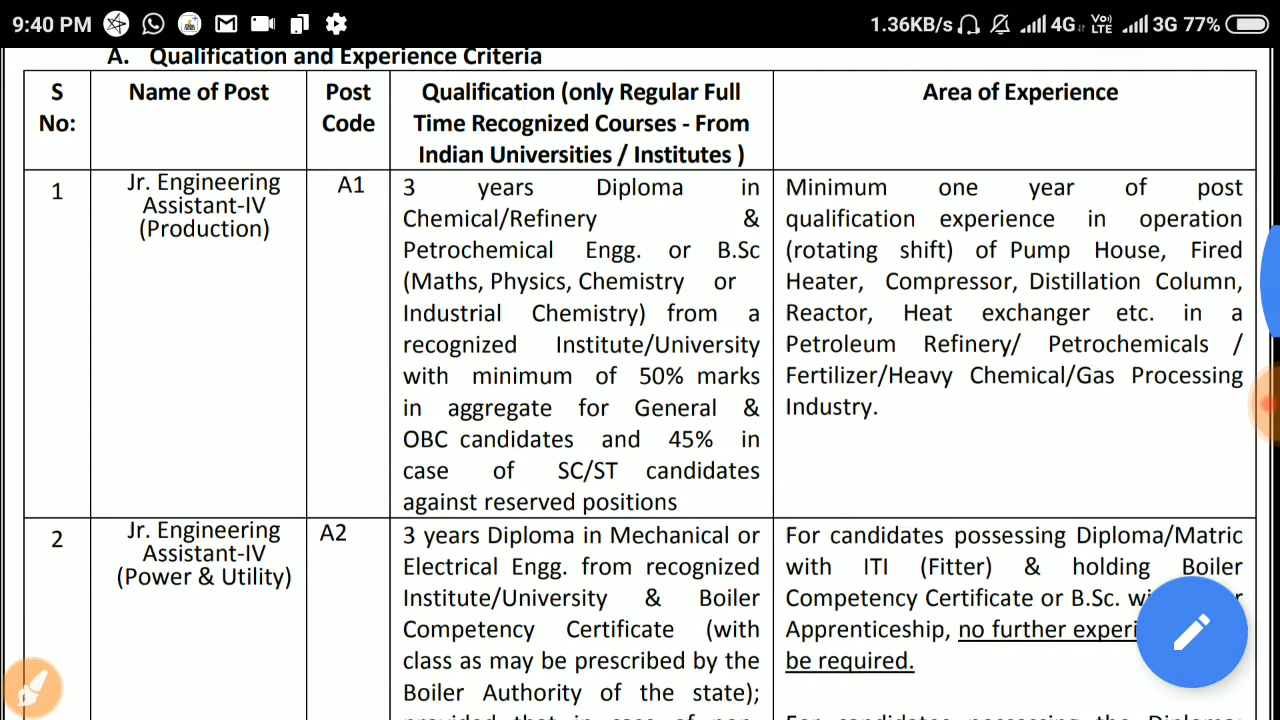 9:40 PM
1.36KB/s 4G VoLTE 3G 77%
A. Qualification and Experience Criteria
S No:
Name of Post
Post Code
Qualification (only Regular Full
Time Recognized Courses - From
Indian Universities / Institutes )
Area of Experience
1
Jr. Engineering
Assistant-IV
(Production)
A1
3 years Diploma in
Chemical/Refinery &
Petrochemical Engg. or B.Sc
(Maths, Physics, Chemistry or
Industrial Chemistry) from a
recognized Institute/University
with minimum of 50% marks
in aggregate for General &
OBC candidates and 45% in
case of SC/ST candidates
against reserved positions
Minimum one year of post
qualification experience in operation
(rotating shift) of Pump House, Fired
Heater, Compressor, Distillation Column,
Reactor, Heat exchanger etc. in a
Petroleum Refinery/ Petrochemicals /
Fertilizer/Heavy Chemical/Gas Processing
Industry.
2
Jr. Engineering
Assistant-IV
(Power & Utility)
A2
3 years Diploma in Mechanical or
Electrical Engg. from recognized
Institute/University & Boiler
Competency Certificate (with
class as may be prescribed by the
Boiler Authority of the state);
For candidates possessing Diploma/Matric
with ITI (Fitter) & holding Boiler
Competency Certificate or B.Sc.
Apprenticeship, no further
be required.